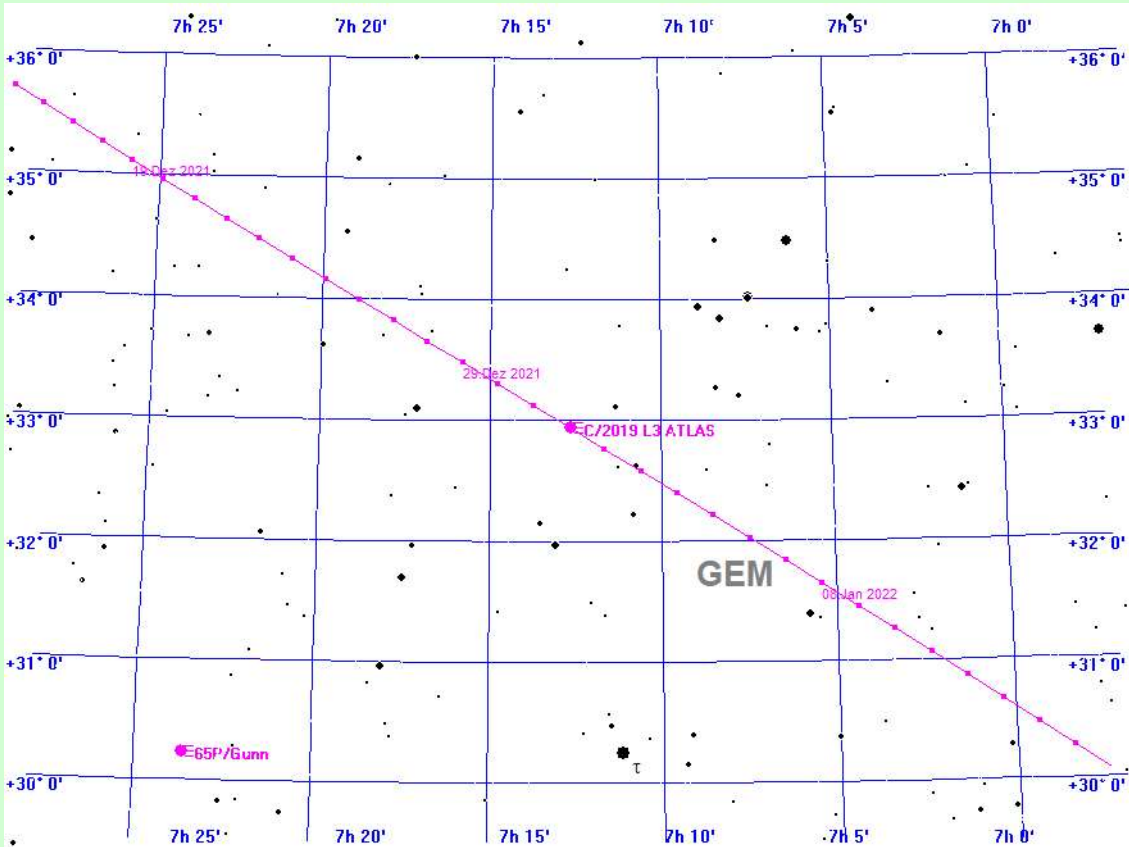 7h 25' 7h 20' 7h 15' 7h 10' 7h 5' 7h 0'
+36° 0' +36° 0'
19.Dez 2021
+35° 0' +35° 0'
+34° 0' +34° 0'
29.Dez 2021
+33° 0' +33° 0'
C/2019 L3 ATLAS
+32° 0' +32° 0'
GEM
08.Jan 2022
+31° 0' +31° 0'
65P/Gunn
τ
+30° 0' +30° 0'
7h 25' 7h 20' 7h 15' 7h 10' 7h 5' 7h 0'